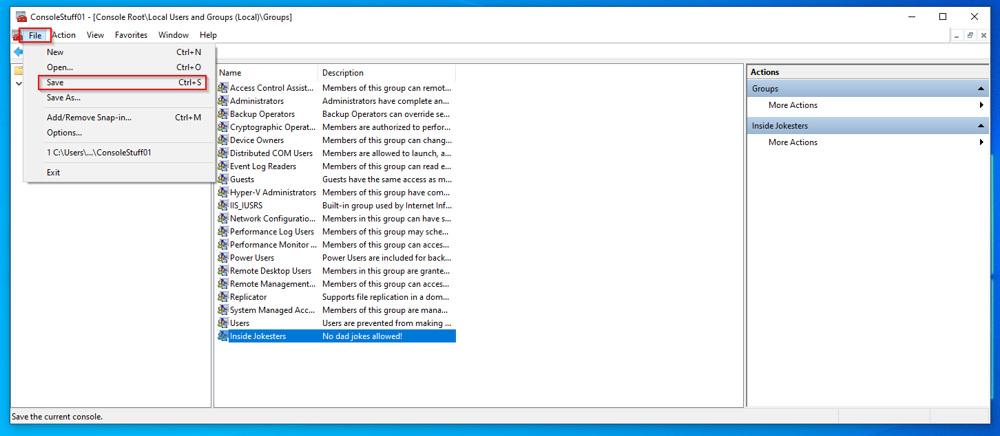 ConsoleStuff01 - [Console Root\Local Users and Groups (Local)\Groups]
File Action View Favorites Window Help
New Ctrl+N
Open... Ctrl+O
Save Ctrl+S
Save As...
Add/Remove Snap-in... Ctrl+M
Options...
1 C:\Users\...\ConsoleStuff01
Exit
Name Description
Access Control Assist... Members of this group can remot...
Administrators Administrators have complete an...
Backup Operators Backup Operators can override se...
Cryptographic Operat... Members are authorized to perfor...
Device Owners Members of this group can chang...
Distributed COM Users Members are allowed to launch, a...
Event Log Readers Members of this group can read e...
Guests Guests have the same access as m...
Hyper-V Administrators Members of this group have com...
IIS_IUSRS Built-in group used by Internet Inf...
Network Configuratio... Members in this group can have s...
Performance Log Users Members of this group may sche...
Performance Monitor ... Members of this group can acces...
Power Users Power Users are included for back...
Remote Desktop Users Members in this group are grante...
Remote Management... Members of this group can acces...
Replicator Supports file replication in a dom...
System Managed Acc... Members of this group are mana...
Users Users are prevented from making ...
Inside Jokesters No dad jokes allowed!
Actions
Groups
More Actions
Inside Jokesters
More Actions
Save the current console.